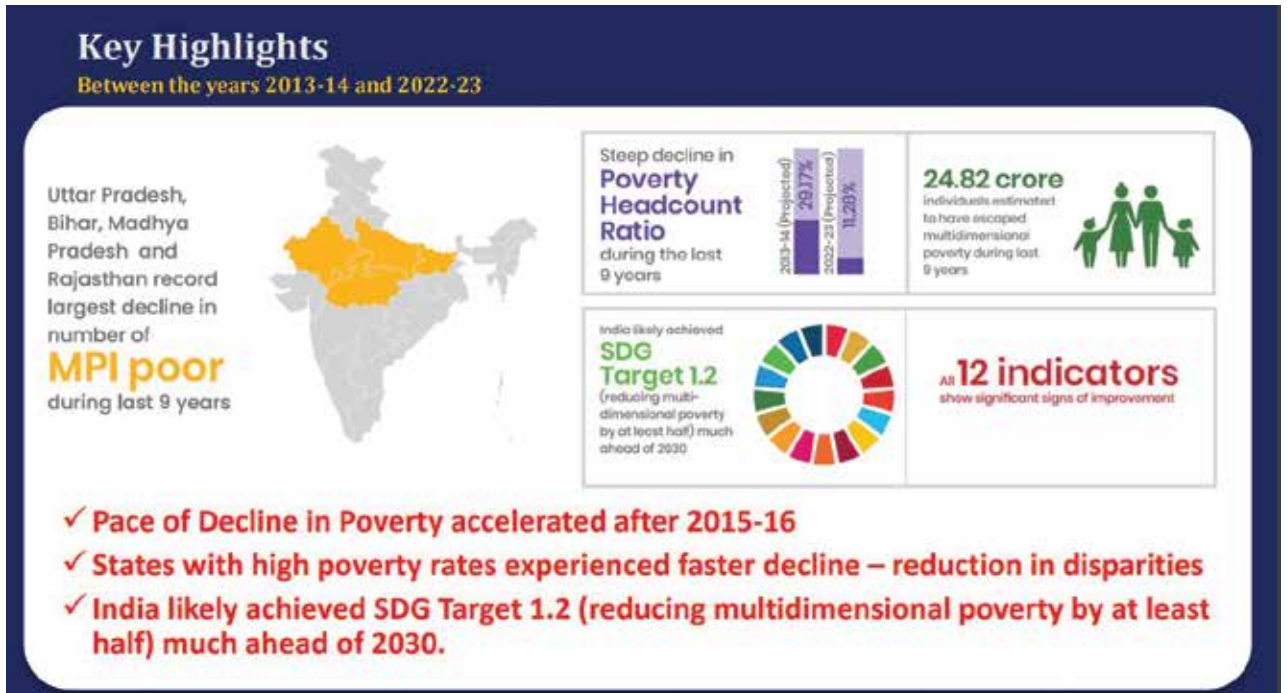 Key Highlights
Between the years 2013-14 and 2022-23
Uttar Pradesh,
Bihar, Madhya
Pradesh and
Rajasthan record
largest decline in
number of
MPI poor
during last 9 years
Steep decline in
Poverty
Headcount
Ratio
during the last
9 years
2013-14 (Projected)
29.17%
2022-23 (Projected)
11.28%
24.82 crore
individuals estimated
to have escaped
multidimensional
poverty during last
9 years
India likely achieved
SDG
Target 1.2
(reducing multi-
dimensional poverty
by at least half) much
ahead of 2030
All 12 indicators
show significant signs of improvement
✓ Pace of Decline in Poverty accelerated after 2015-16
✓ States with high poverty rates experienced faster decline – reduction in disparities
✓ India likely achieved SDG Target 1.2 (reducing multidimensional poverty by at least
half) much ahead of 2030.